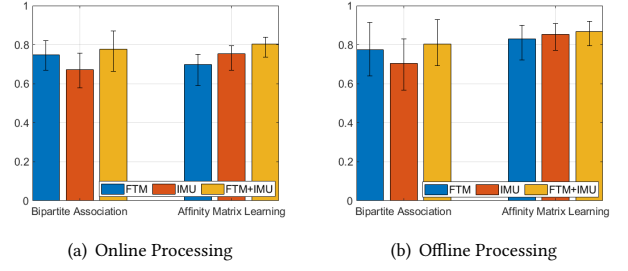 1
0.8
0.6
0.4
0.2
0
FTM IMU FTM+IMU
Bipartite Association Affinity Matrix Learning
(a) Online Processing
1
0.8
0.6
0.4
0.2
0
FTM IMU FTM+IMU
Bipartite Association Affinity Matrix Learning
(b) Offline Processing